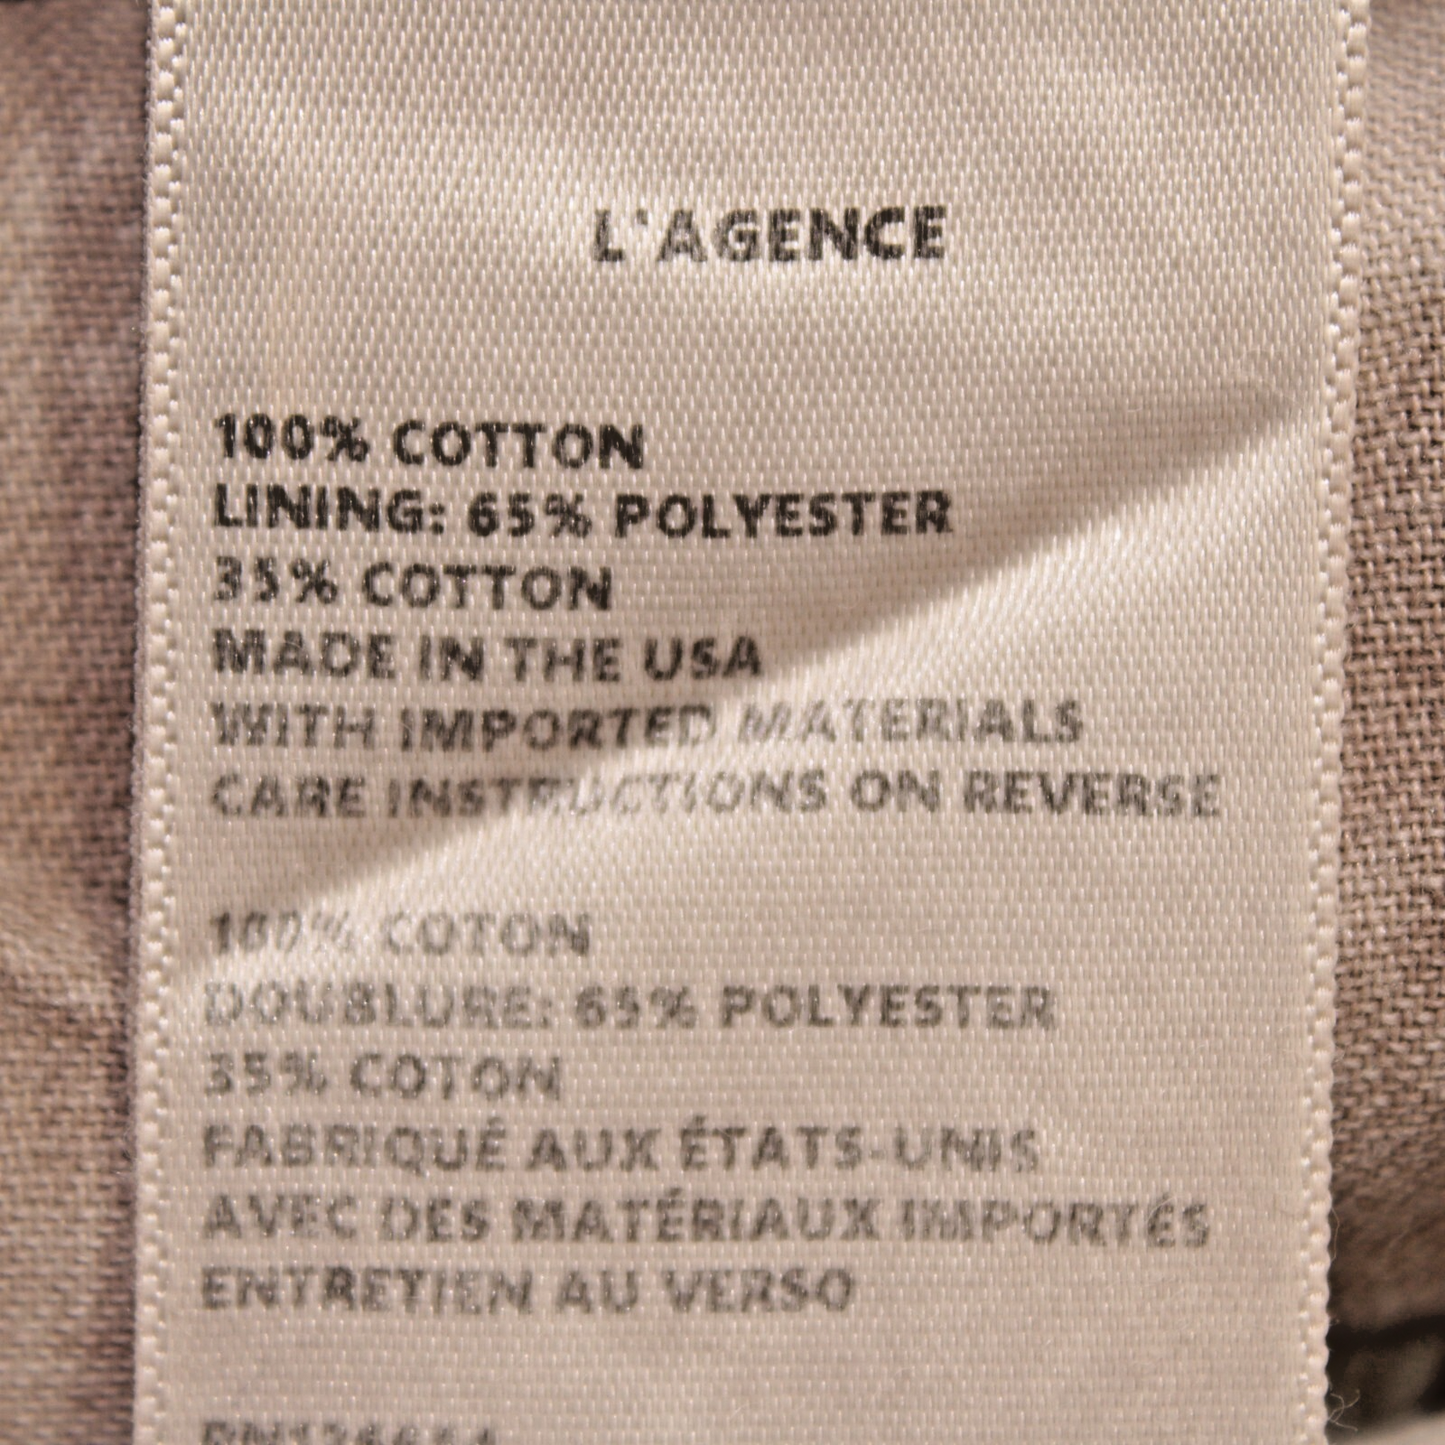 L'AGENCE
100% COTTON
LINING: 65% POLYESTER
35% COTTON
MADE IN THE USA
WITH IMPORTED MATERIALS
CARE INSTRUCTIONS ON REVERSE
100% COTON
DOUBLURE: 65% POLYESTER
35% COTON
FABRIQUÉ AUX ÉTATS-UNIS
AVEC DES MATÉRIAUX IMPORTÉS
ENTRETIEN AU VERSO